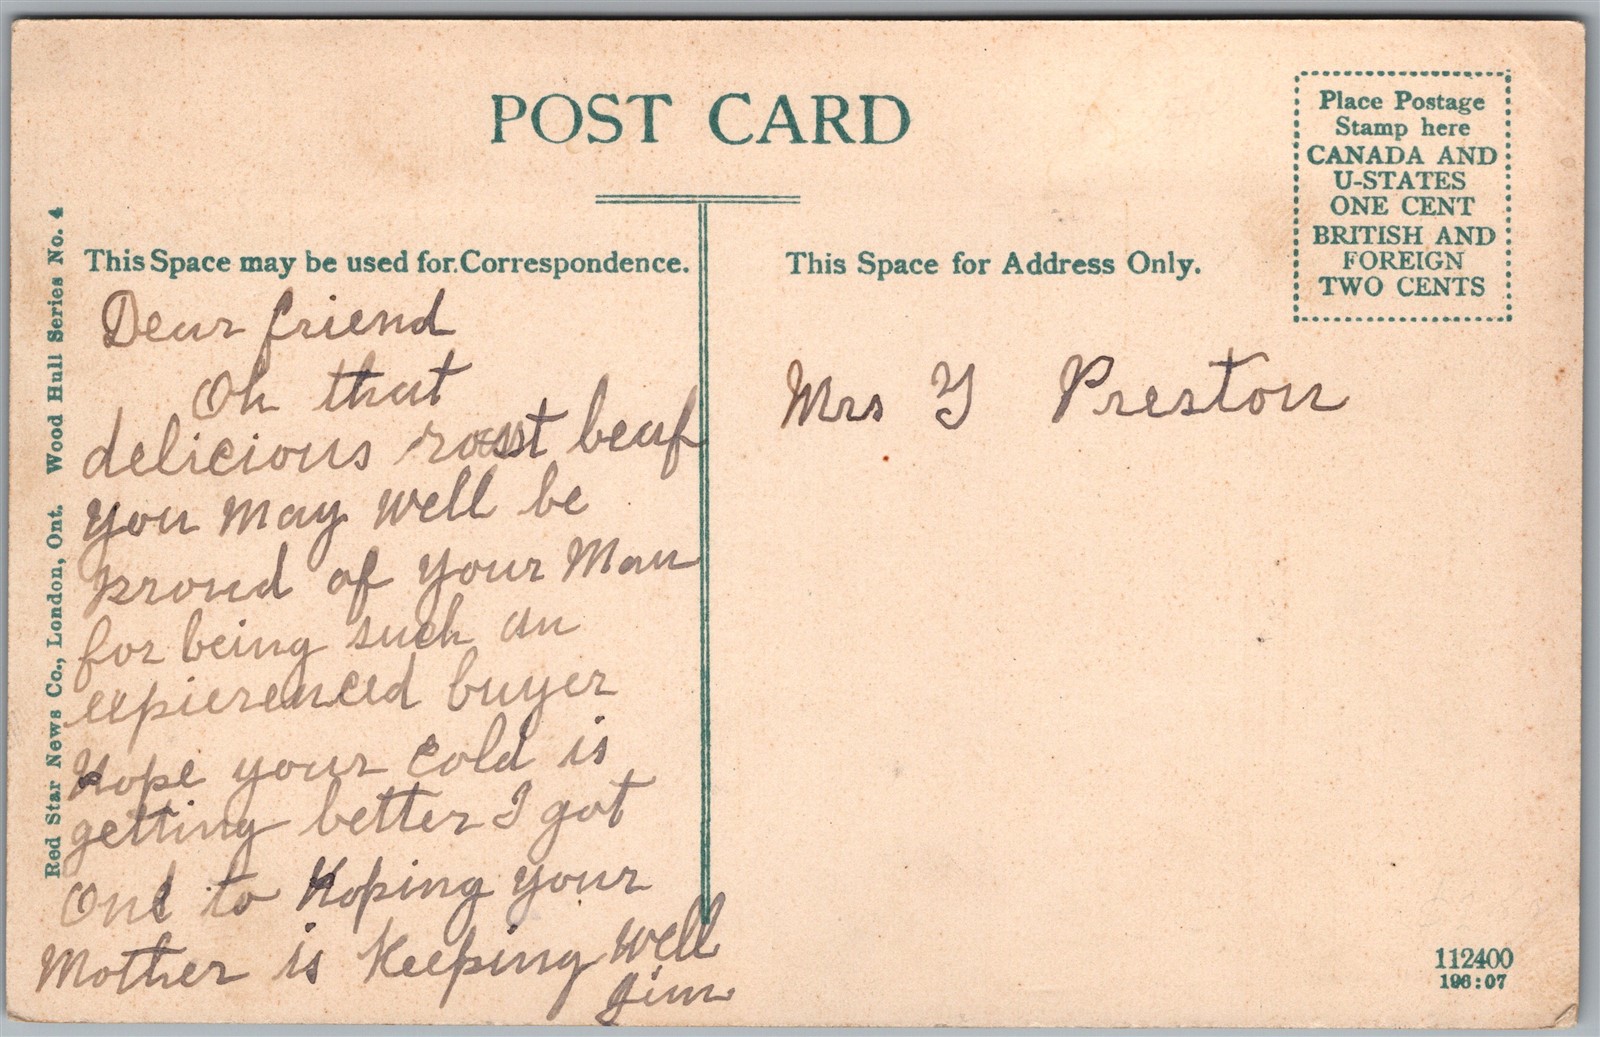 POST CARD
Place Postage
Stamp here
CANADA AND
U-STATES
ONE CENT
BRITISH AND
FOREIGN
TWO CENTS
Red Star News Co., London, Ont. Wood Hull Series No. 4
This Space may be used for Correspondence.
Dear friend
Oh that
delicious roast beaf
you may well be
proud of your Man
for being such an
expierenced buyer
Hope your cold is
getting better I got
One to Hoping your
Mother is Keeping well
Jim
This Space for Address Only.
Mrs Y Preston
112400
196:07